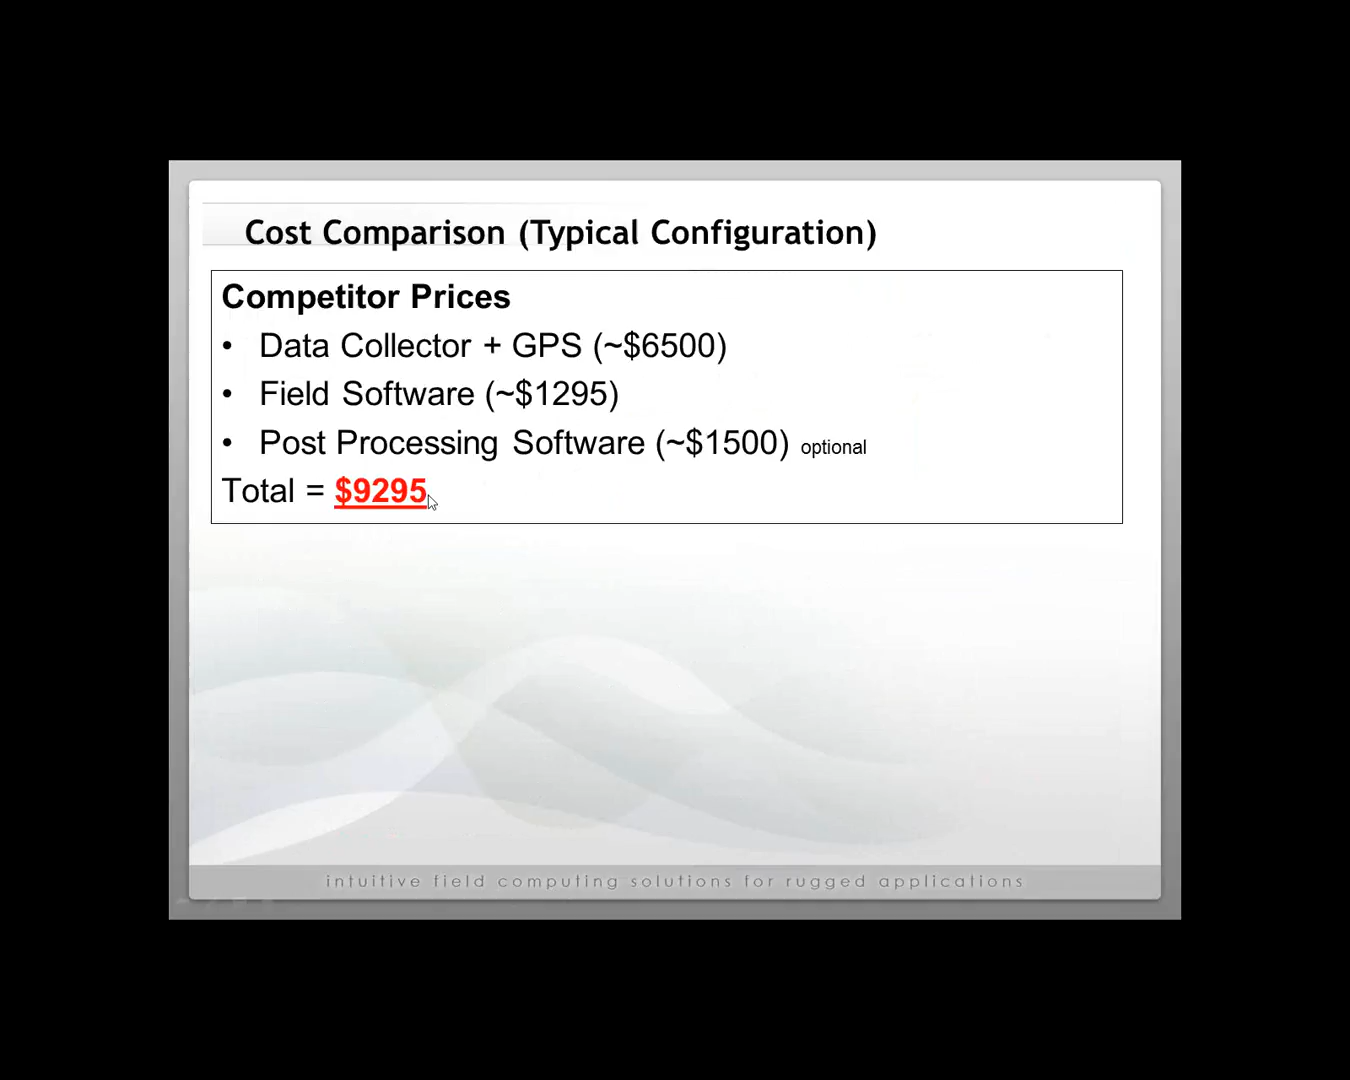 Cost Comparison (Typical Configuration)
Competitor Prices
• Data Collector + GPS (~$6500)
• Field Software (~$1295)
• Post Processing Software (~$1500) optional
Total = $9295
intuitive field computing solutions for rugged applications